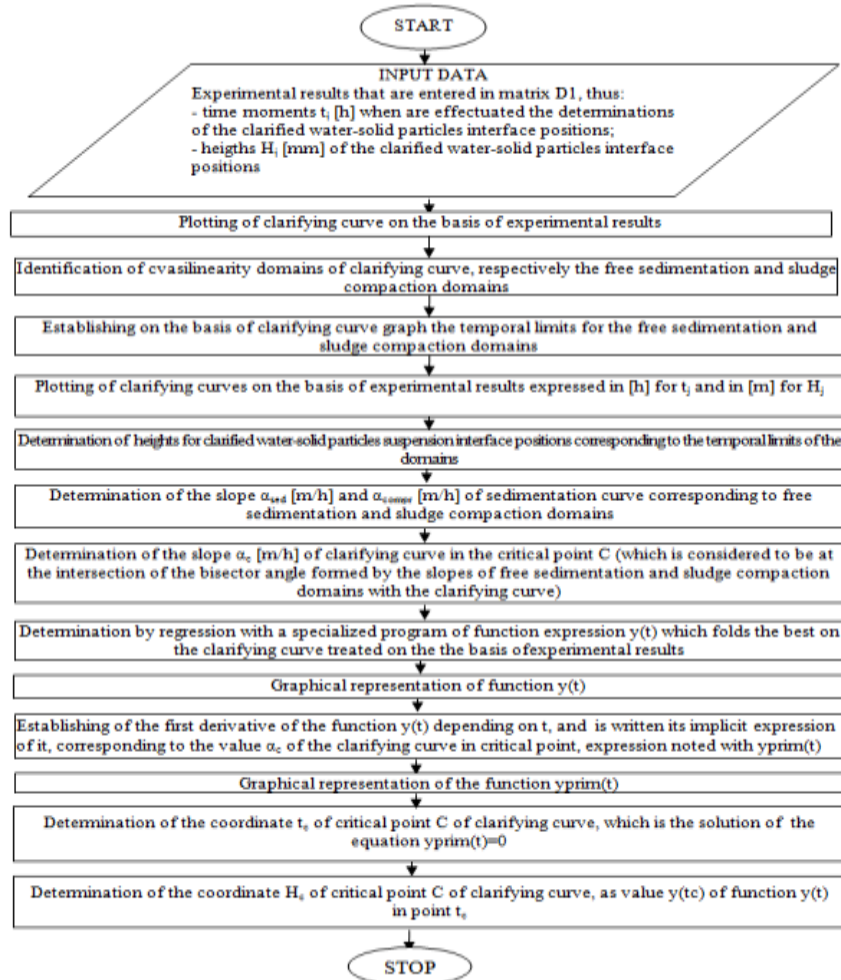 START
INPUT DATA
Experimental results that are entered in matrix D1, thus:
- time moments tⱼ [h] when are effectuated the determinations
of the clarified water-solid particles interface positions;
- heigths Hⱼ [mm] of the clarified water-solid particles interface
positions
Plotting of clarifying curve on the basis of experimental results
Identification of cvasilinearity domains of clarifying curve, respectively the free sedimentation and sludge
compaction domains
Establishing on the basis of clarifying curve graph the temporal limits for the free sedimentation and
sludge compaction domains
Plotting of clarifying curves on the basis of experimental results expressed in [h] for tⱼ and in [m] for Hⱼ
Determination of heights for clarified water-solid particles suspension interface positions corresponding to the temporal limits of the
domains
Determination of the slope α_sed [m/h] and α_compr [m/h] of sedimentation curve corresponding to free
sedimentation and sludge compaction domains
Determination of the slope α_c [m/h] of clarifying curve in the critical point C (which is considered to be at
the intersection of the bisector angle formed by the slopes of free sedimentation and sludge compaction
domains with the clarifying curve)
Determination by regression with a specialized program of function expression y(t) which folds the best on
the clarifying curve treated on the the basis of experimental results
Graphical representation of function y(t)
Establishing of the first derivative of the function y(t) depending on t, and is written its implicit expression
of it, corresponding to the value α_c of the clarifying curve in critical point, expression noted with yprim(t)
Graphical representation of the function yprim(t)
Determination of the coordinate t_c of critical point C of clarifying curve, which is the solution of the
equation yprim(t)=0
Determination of the coordinate H_c of critical point C of clarifying curve, as value y(tc) of function y(t)
in point t_c
STOP